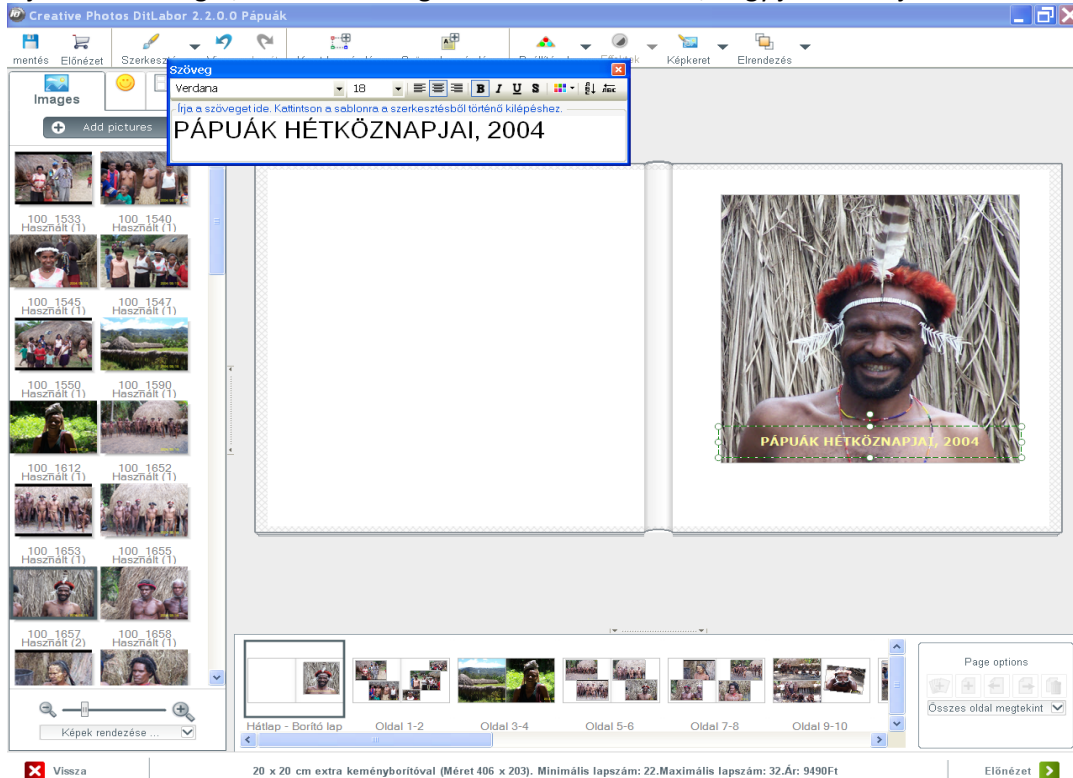 Creative Photos DitLabor 2.2.0.0 Pápuák
mentés
Előnézet
Képkeret
Elrendezés
Szöveg
Verdana
18
B I U S
Írja a szöveget ide. Kattintson a sablonra a szerkesztésből történő kilépéshez.
PÁPUÁK HÉTKÖZNAPJAI, 2004
Images
Add pictures
100_1533 100_1540
Használt (1) Használt (1)
100_1545 100_1547
Használt (1) Használt (1)
100_1550 100_1590
Használt (1) Használt (1)
100_1612 100_1652
Használt (1) Használt (1)
100_1653 100_1655
Használt (1) Használt (1)
100_1657 100_1658
Használt (2) Használt (1)
Képek rendezése ...
PÁPUÁK HÉTKÖZNAPJAI, 2004
Hátlap - Borító lap
Oldal 1-2
Oldal 3-4
Oldal 5-6
Oldal 7-8
Oldal 9-10
Page options
Összes oldal megtekint
Vissza
20 x 20 cm extra keményborítóval (Méret 406 x 203). Minimális lapszám: 22.Maximális lapszám: 32.Ár: 9490Ft
Előnézet